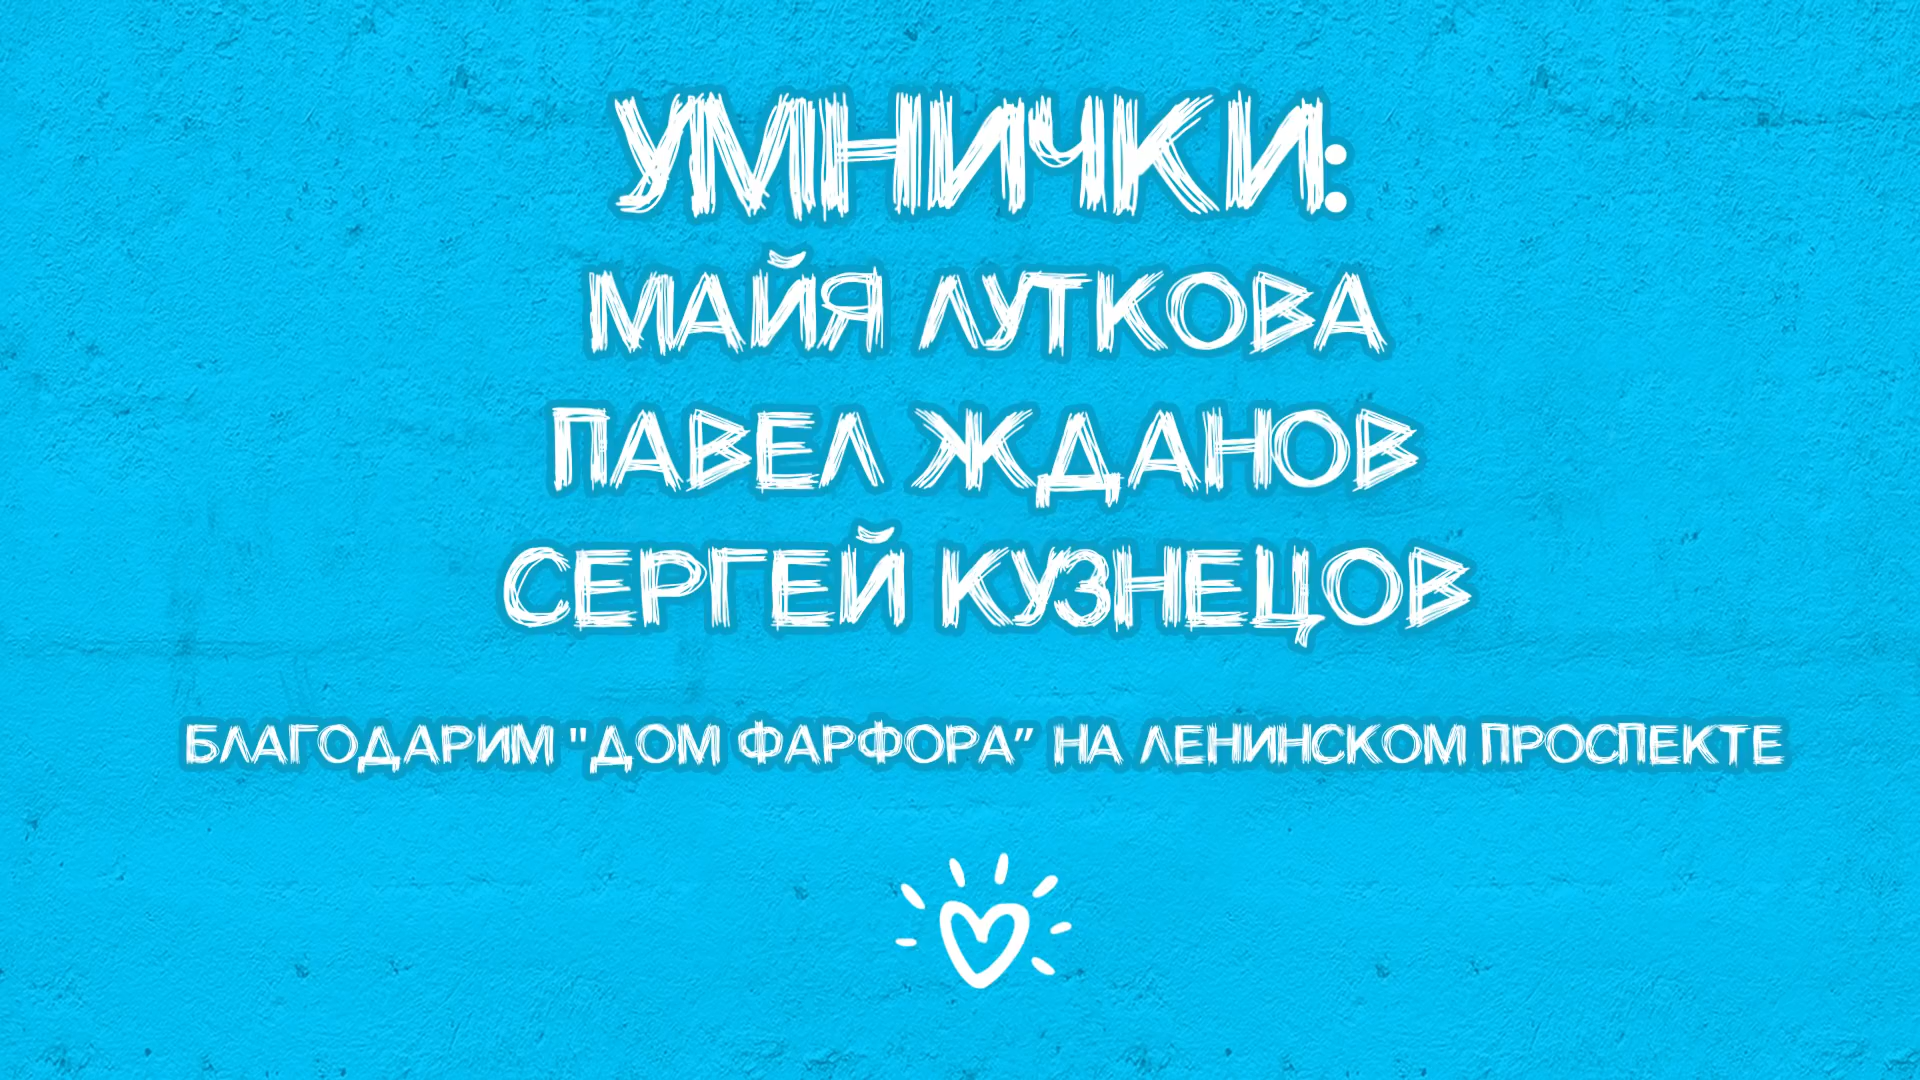 УМНИЧКИ:
МАЙЯ ЛУТКОВА
ПАВЕЛ ЖДАНОВ
СЕРГЕЙ КУЗНЕЦОВ
БЛАГОДАРИМ "ДОМ ФАРФОРА" НА ЛЕНИНСКОМ ПРОСПЕКТЕ